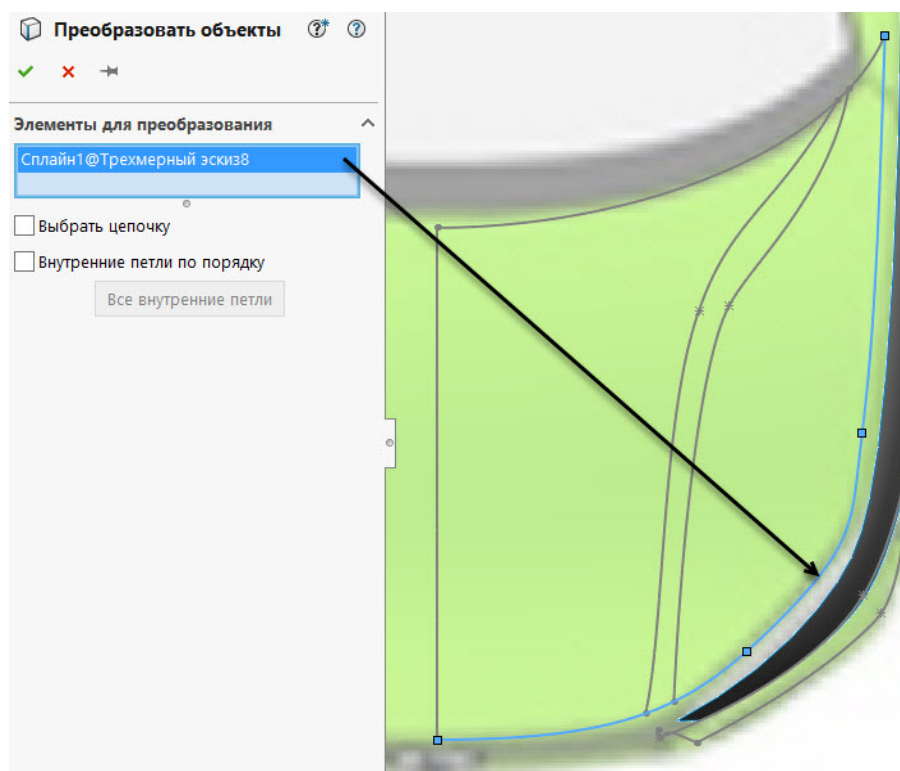 Преобразовать объекты
Элементы для преобразования
Сплайн1@Трехмерный эскиз8
Выбрать цепочку
Внутренние петли по порядку
Все внутренние петли